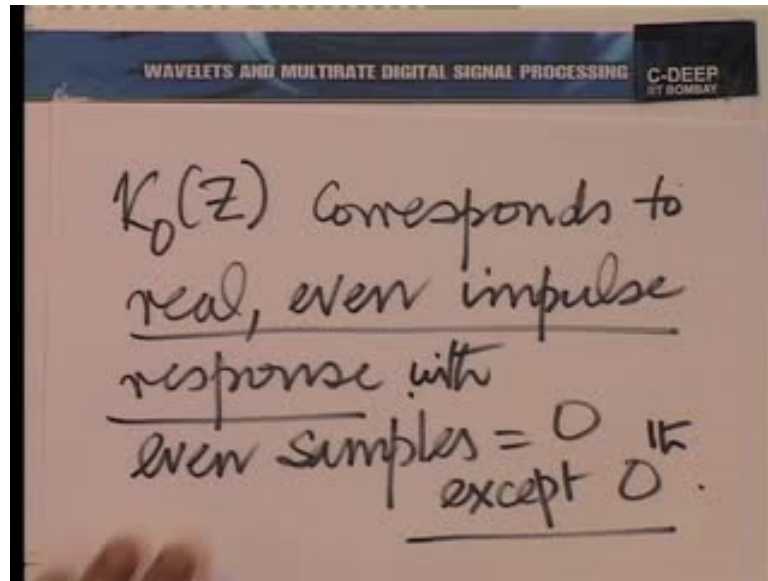 WAVELETS AND MULTIRATE DIGITAL SIGNAL PROCESSING
C-DEEP
IIT BOMBAY
K₀(Z) Corresponds to
real, even impulse
response with
even samples = 0
except 0th.